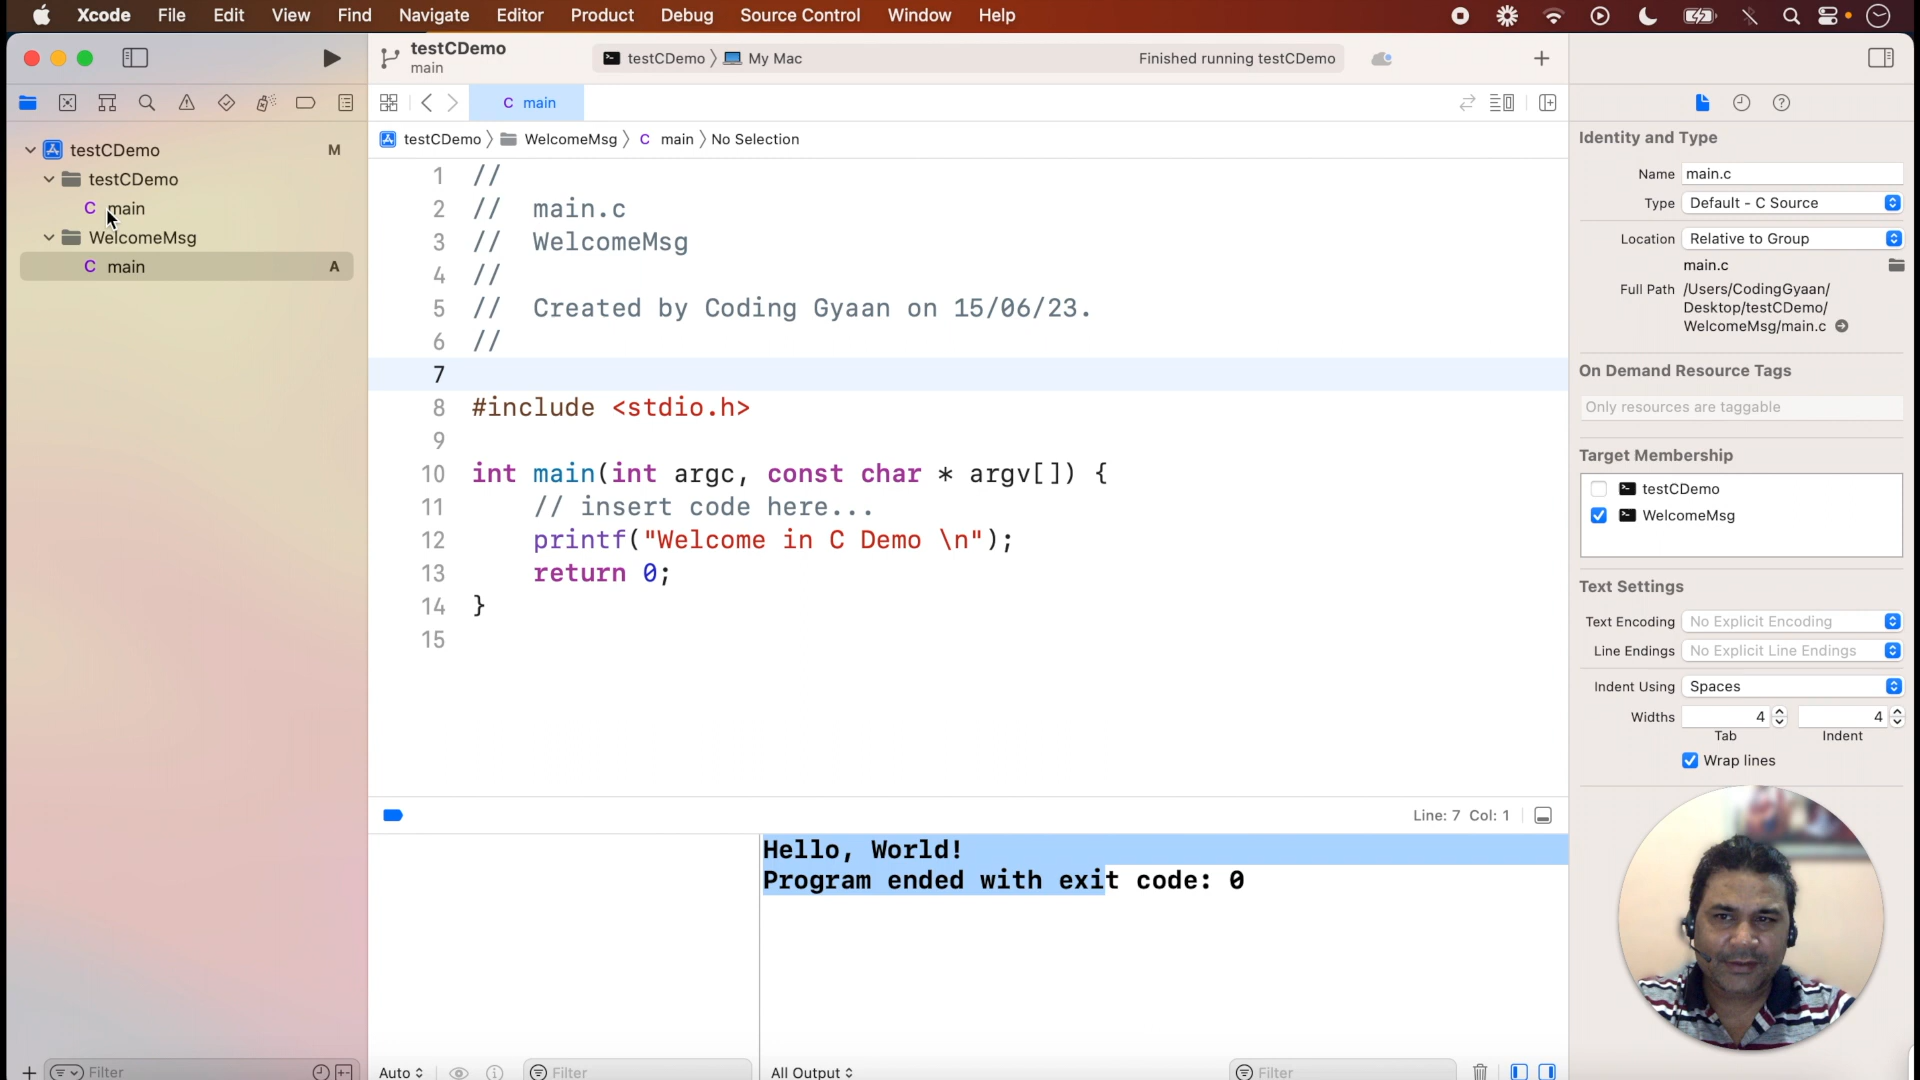 Xcode File Edit View Find Navigate Editor Product Debug Source Control Window Help
testCDemo
main
testCDemo My Mac Finished running testCDemo
C main
testCDemo WelcomeMsg C main No Selection
testCDemo M
testCDemo
C main
WelcomeMsg
C main A
1 //
2 // main.c
3 // WelcomeMsg
4 //
5 // Created by Coding Gyaan on 15/06/23.
6 //
7
8 #include <stdio.h>
9
10 int main(int argc, const char * argv[]) {
11 // insert code here...
12 printf("Welcome in C Demo \n");
13 return 0;
14 }
15
Line: 7 Col: 1
Hello, World!
Program ended with exit code: 0
Filter
Auto
Filter
All Output
Filter
Identity and Type
Name main.c
Type Default - C Source
Location Relative to Group
main.c
Full Path /Users/CodingGyaan/
Desktop/testCDemo/
WelcomeMsg/main.c
On Demand Resource Tags
Only resources are taggable
Target Membership
testCDemo
WelcomeMsg
Text Settings
Text Encoding No Explicit Encoding
Line Endings No Explicit Line Endings
Indent Using Spaces
Widths 4 4
Tab Indent
Wrap lines